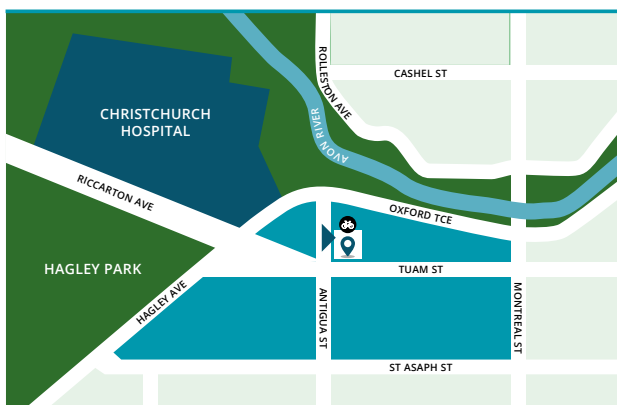 ROLLESTON AVE
CASHEL ST
CHRISTCHURCH
HOSPITAL
AVON RIVER
RICCARTON AVE
OXFORD TCE
HAGLEY PARK
TUAM ST
HAGLEY AVE
ANTIGUA ST
MONTREAL ST
ST ASAPH ST